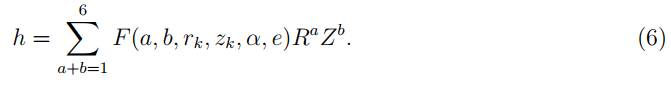 h = \sum_{a+b=1}^{6} F(a, b, r_k, z_k, \alpha, e) R^a Z^b. (6)